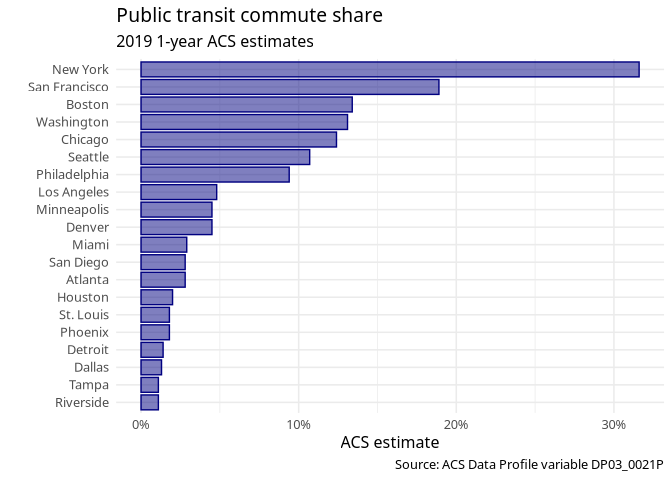 Public transit commute share
2019 1-year ACS estimates
New York
San Francisco
Boston
Washington
Chicago
Seattle
Philadelphia
Los Angeles
Minneapolis
Denver
Miami
San Diego
Atlanta
Houston
St. Louis
Phoenix
Detroit
Dallas
Tampa
Riverside
0% 10% 20% 30%
ACS estimate
Source: ACS Data Profile variable DP03_0021P